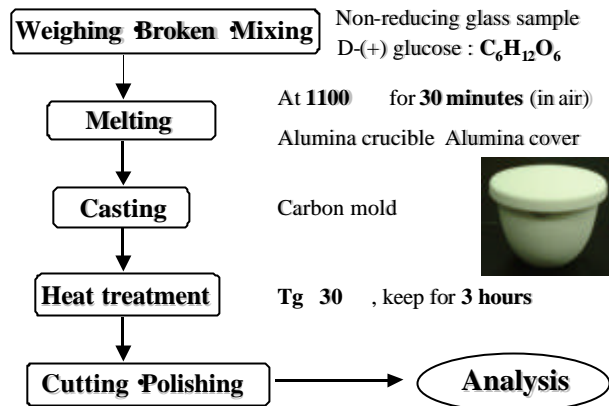 Weighing・Broken・Mixing
Non-reducing glass sample
D-(+) glucose : C₆H₁₂O₆
Melting
At 1100 for 30 minutes (in air)
Alumina crucible Alumina cover
Casting
Carbon mold
Heat treatment
Tg 30 , keep for 3 hours
Cutting・Polishing
Analysis